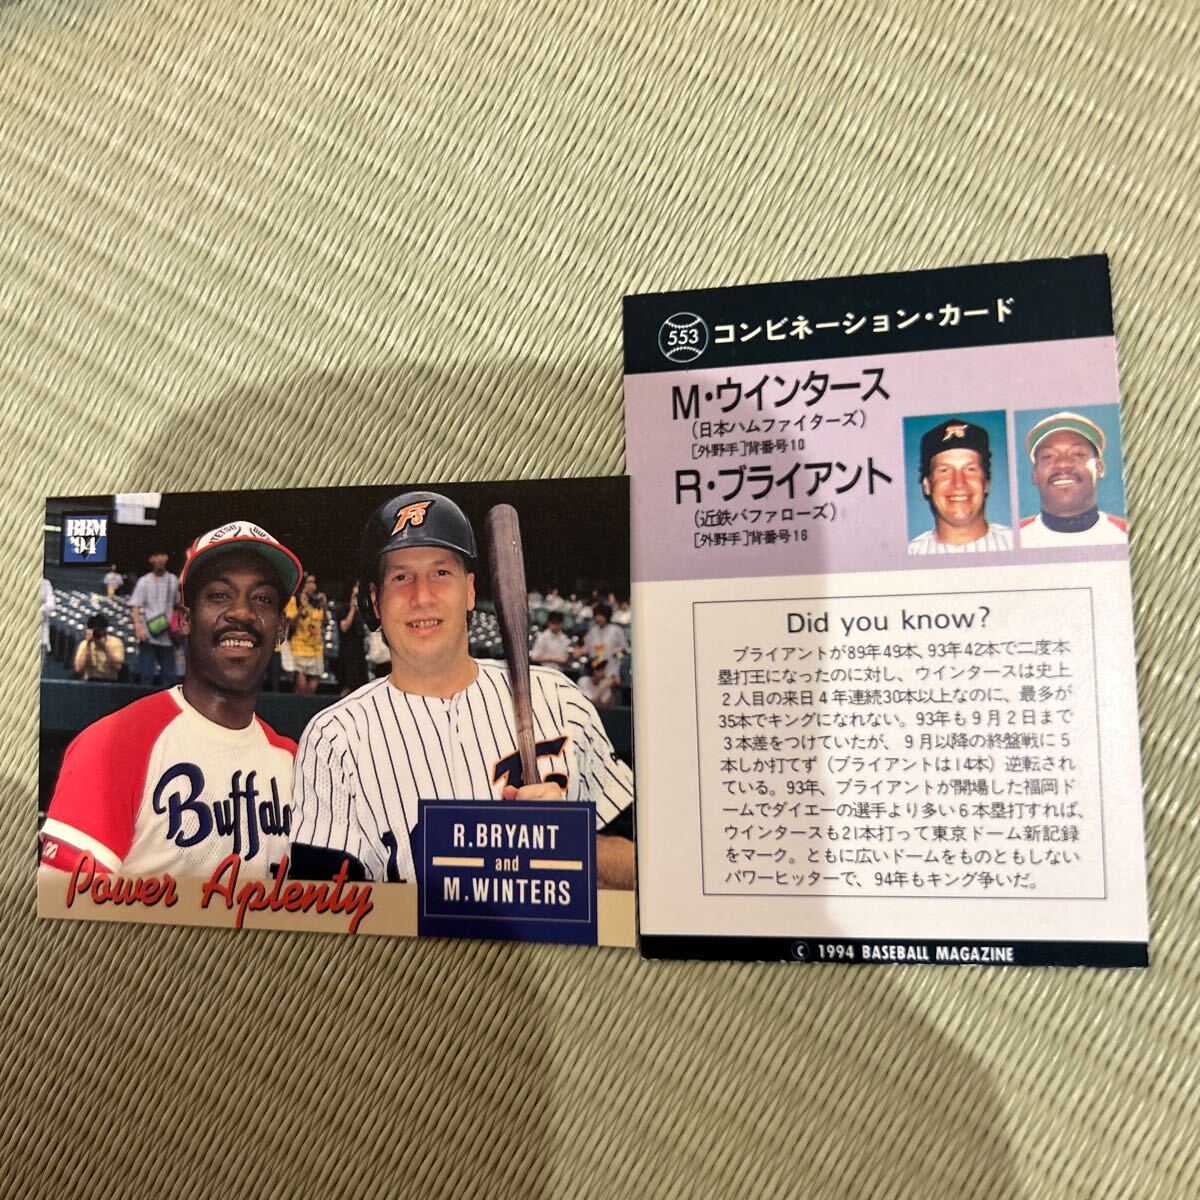 BBM
'94
KINTETSU
BUF
Fs
Buffalo
Power Aplenty
R.BRYANT
and
M.WINTERS
553 コンビネーション・カード
M・ウインタース
(日本ハムファイターズ)
[外野手]背番号10
R・ブライアント
(近鉄バファローズ)
[外野手]背番号16
Did you know?
ブライアントが89年49本、93年42本で二度本
塁打王になったのに対し、ウインタースは史上
2人目の来日4年連続30本以上なのに、最多が
35本でキングになれない。93年も9月2日まで
3本差をつけていたが、9月以降の終盤戦に5
本しか打てず(ブライアントは14本)逆転され
ている。93年、ブライアントが開場した福岡ド
ームでダイエーの選手より多い6本塁打すれば、
ウインタースも21本打って東京ドーム新記録
をマーク。ともに広いドームをものともしない
パワーヒッターで、94年もキング争いだ。
© 1994 BASEBALL MAGAZINE